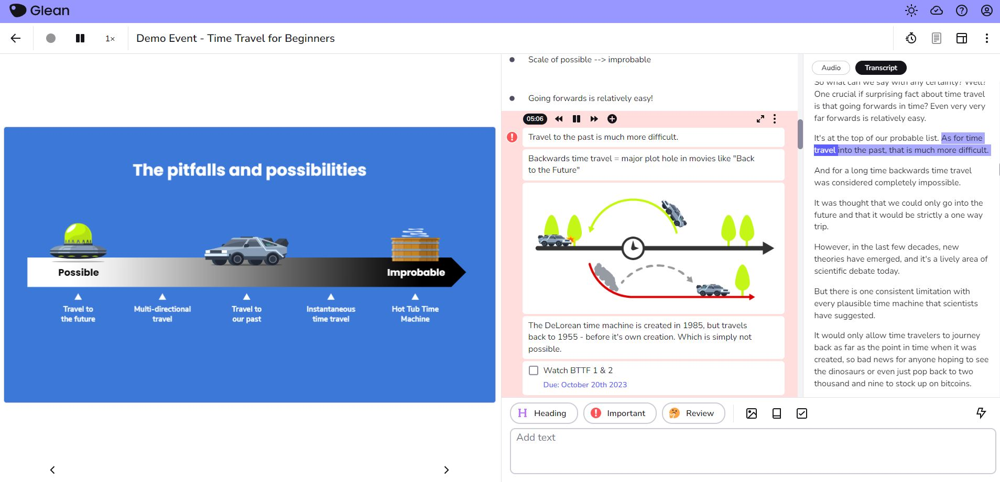 Glean
1×
Demo Event - Time Travel for Beginners
The pitfalls and possibilities
Possible
Improbable
Travel to
the future
Multi-directional
travel
Travel to
our past
Instantaneous
time travel
Hot Tub Time
Machine
Scale of possible --> improbable
Going forwards is relatively easy!
05:06
Travel to the past is much more difficult.
Backwards time travel = major plot hole in movies like "Back
to the Future"
The DeLorean time machine is created in 1985, but travels
back to 1955 - before it's own creation. Which is simply not
possible.
Watch BTTF 1 & 2
Due: October 20th 2023
Heading
Important
Review
Add text
Audio
Transcript
So what can we say with any certainty? Well?
One crucial if surprising fact about time travel
is that going forwards in time? Even very very
far forwards is relatively easy.
It's at the top of our probable list. As for time
travel into the past, that is much more difficult.
And for a long time backwards time travel
was considered completely impossible.
It was thought that we could only go into the
future and that it would be strictly a one way
trip.
However, in the last few decades, new
theories have emerged, and it's a lively area of
scientific debate today.
But there is one consistent limitation with
every plausible time machine that scientists
have suggested.
It would only allow time travelers to journey
back as far as the point in time when it was
created, so bad news for anyone hoping to see
the dinosaurs or even just pop back to two
thousand and nine to stock up on bitcoins.